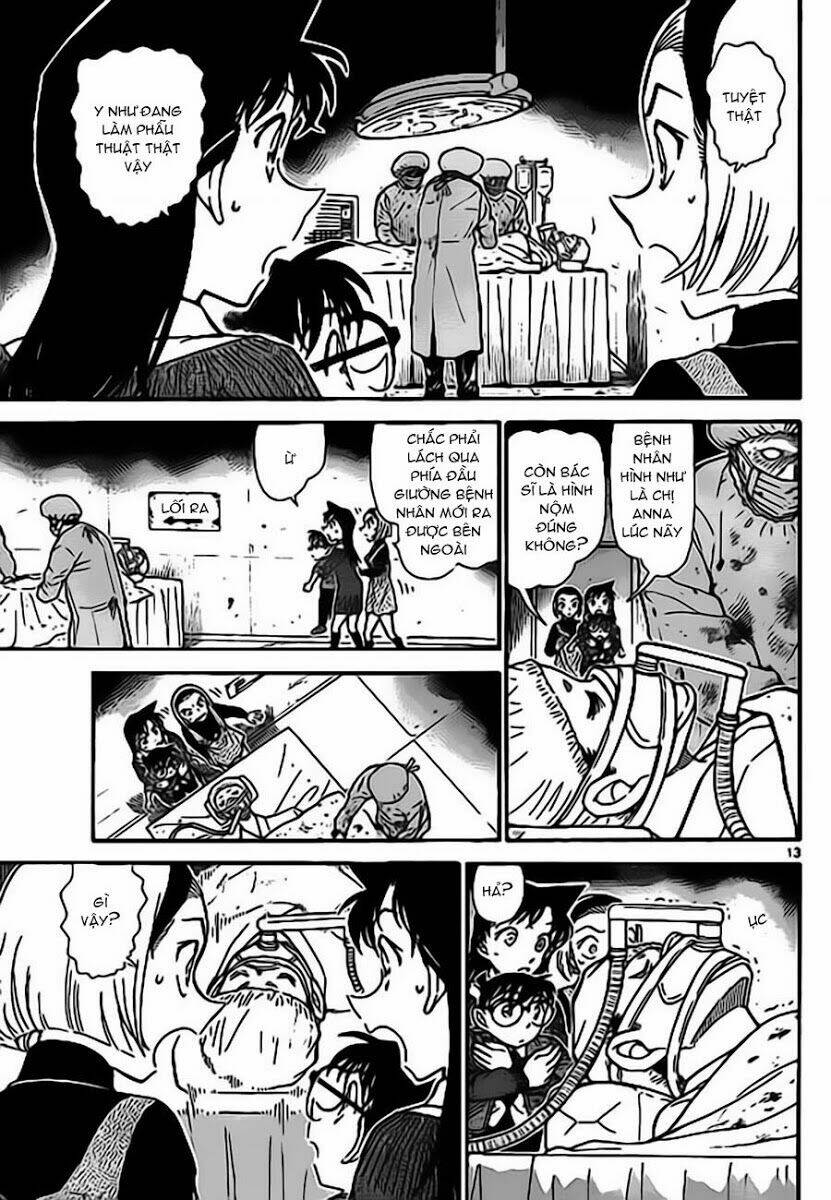 Y NHƯ ĐANG
LÀM PHẪU
THUẬT THẬT
VẬY
TUYỆT
THẬT
BỆNH
NHÂN
HÌNH NHƯ
LÀ CHỊ
ANNA
LÚC NÃY
CÒN BÁC
SĨ LÀ HÌNH
NỘM
ĐÚNG
KHÔNG?
CHẮC PHẢI
LÁCH QUA
PHÍA ĐẦU
GIƯỜNG BỆNH
NHÂN MỚI RA
ĐƯỢC BÊN
NGOÀI
Ừ
LỐI RA
13
HẢ?
ỤC
GÌ
VẬY?